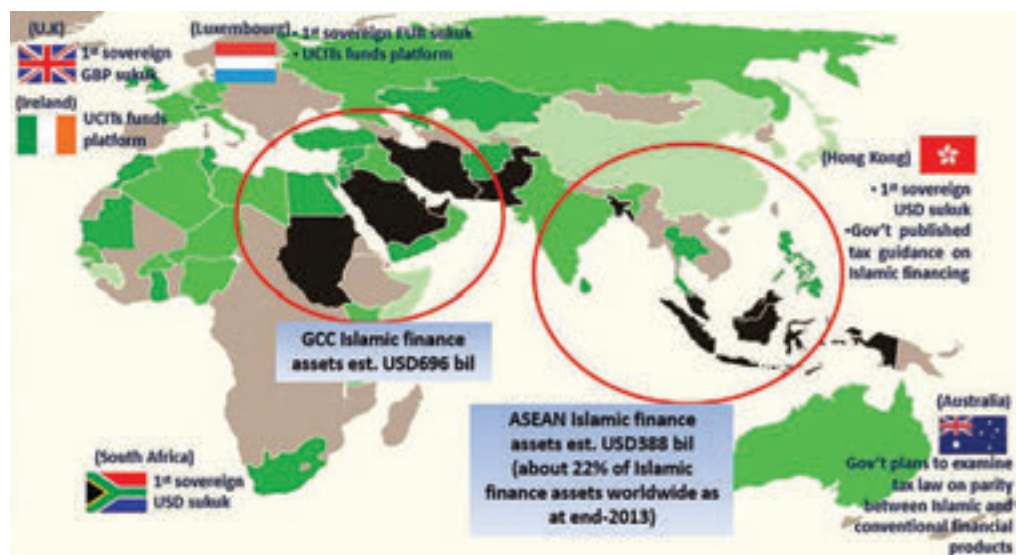 (U.K)
1st sovereign
GBP sukuk
(Luxembourg)
• 1st sovereign EUR sukuk
• UCITs funds platform
(Ireland)
UCITs funds
platform
(Hong Kong)
• 1st sovereign
USD sukuk
•Gov't published
tax guidance on
Islamic financing
GCC Islamic finance
assets est. USD696 bil
ASEAN Islamic finance
assets est. USD388 bil
(about 22% of Islamic
finance assets worldwide as
at end-2013)
(South Africa)
1st sovereign
USD sukuk
(Australia)
Gov't plans to examine
tax law on parity
between Islamic and
conventional financial
products